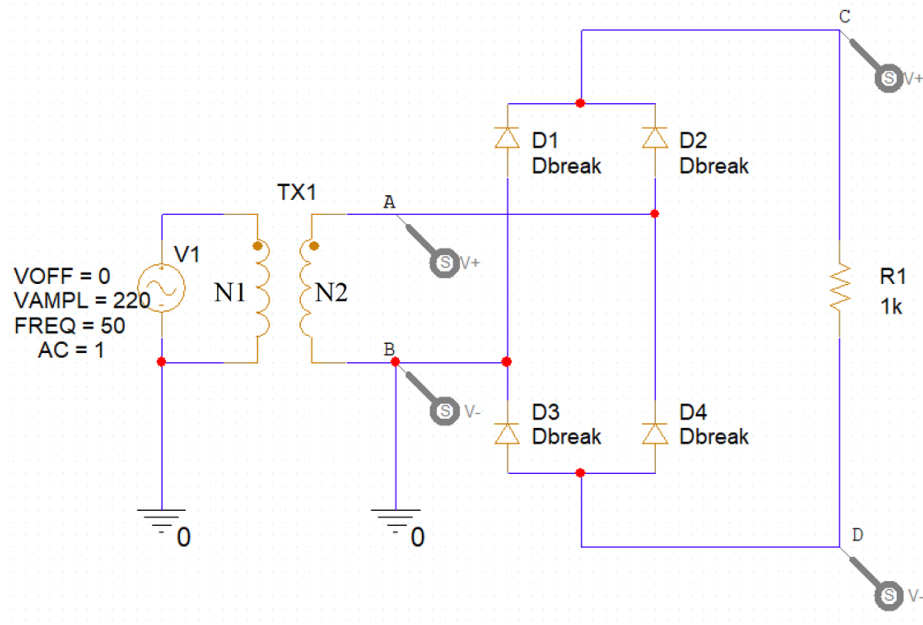 C
V+
D1
Dbreak
D2
Dbreak
TX1
A
V1
V+
VOFF = 0
VAMPL = 220
FREQ = 50
AC = 1
N1
N2
R1
1k
B
V-
D3
Dbreak
D4
Dbreak
0
0
D
V-
S
S
S
S